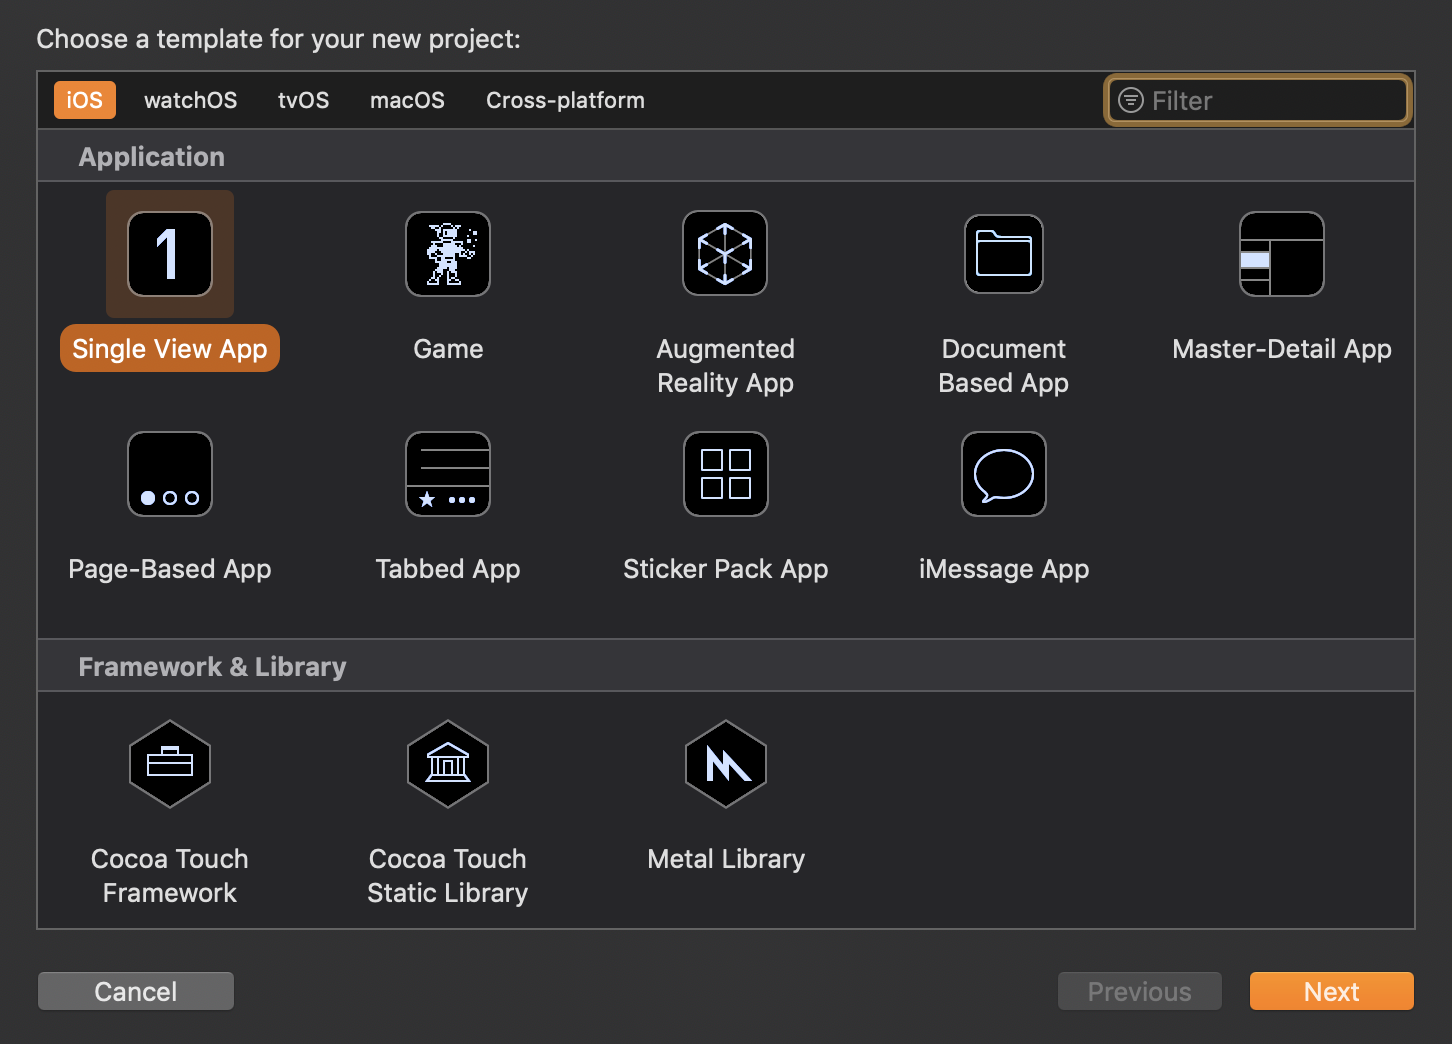 Choose a template for your new project:
iOS watchOS tvOS macOS Cross-platform Filter
Application
1
Single View App Game Augmented Reality App Document Based App Master-Detail App
Page-Based App Tabbed App Sticker Pack App iMessage App
Framework & Library
Cocoa Touch Framework Cocoa Touch Static Library Metal Library
Cancel Previous Next